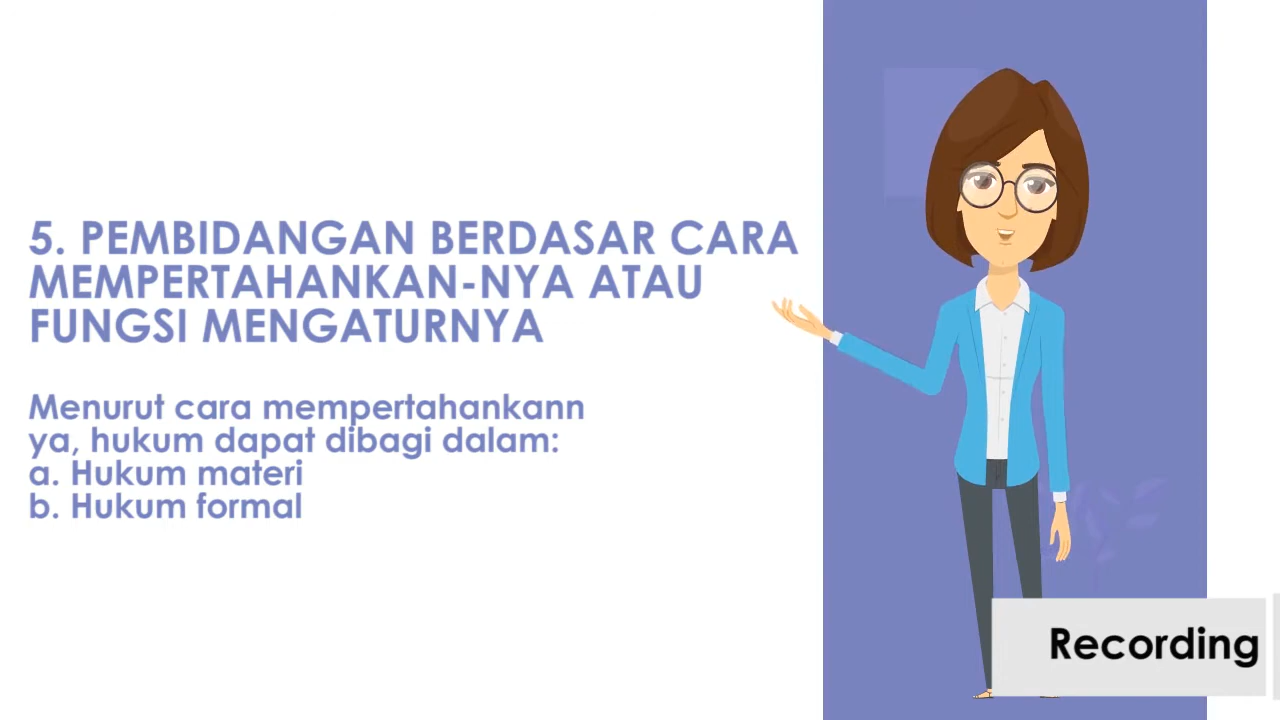 5. PEMBIDANGAN BERDASAR CARA
MEMPERTAHANKAN-NYA ATAU
FUNGSI MENGATURNYA
Menurut cara mempertahankann
ya, hukum dapat dibagi dalam:
a. Hukum materi
b. Hukum formal
Recording